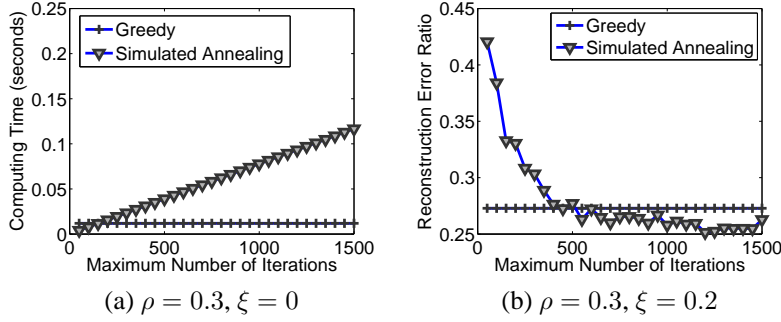 0.25
0.2
0.15
0.1
0.05
0
0 500 1000 1500
Computing Time (seconds)
Maximum Number of Iterations
Greedy
Simulated Annealing
(a) ρ = 0.3, ξ = 0
0.45
0.4
0.35
0.3
0.25
0 500 1000 1500
Reconstruction Error Ratio
Maximum Number of Iterations
Greedy
Simulated Annealing
(b) ρ = 0.3, ξ = 0.2